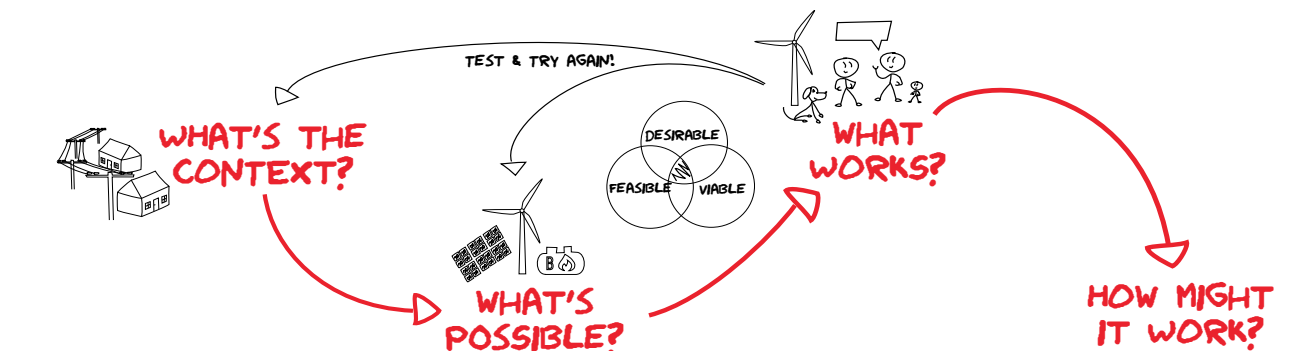 TEST & TRY AGAIN!
WHAT'S THE
CONTEXT?
DESIRABLE
FEASIBLE
VIABLE
WHAT
WORKS?
B
WHAT'S
POSSIBLE?
HOW MIGHT
IT WORK?